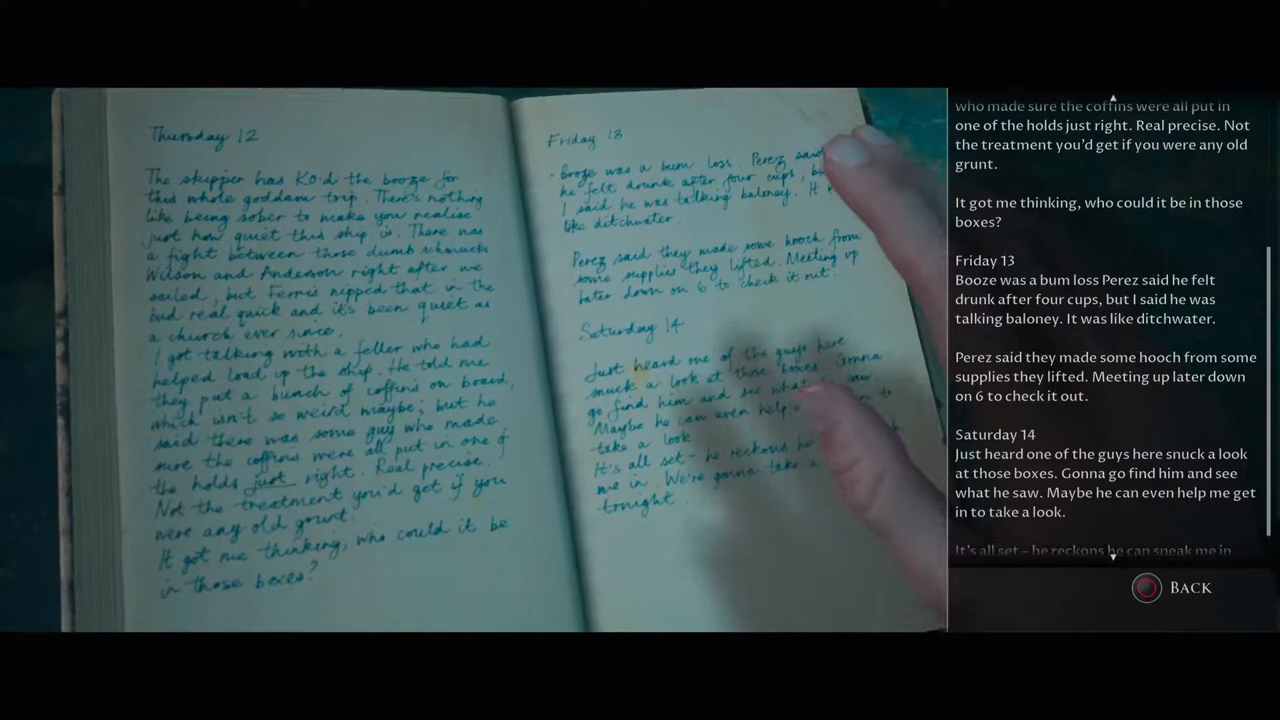 Thursday 12
The skipper has KO'd the booze for
this whole goddam trip. There's nothing
like being sober to make you realise
just how quiet this ship is. There was
a fight between those dumb schmucks
Wilson and Anderson right after we
sailed, but Ferris nipped that in the
bud real quick and it's been quiet as
a church ever since.
I got talking with a feller who had
helped load up the ship. He told me
they put a bunch of coffins on board,
which isn't so weird maybe; but he
said there was some guy who made
sure the coffins were all put in one of
the holds just right. Real precise.
Not the treatment you'd get if you
were any old grunt.
It got me thinking, who could it be
in those boxes?
Friday 13
Booze was a bum loss. Perez said
he felt drunk after four cups,
I said he was talking baloney. It
like ditchwater.
Perez said they made some hooch from
some supplies they lifted. Meeting up
later down on 6 to check it out.
Saturday 14
Just heard one of the guys here
snuck a look at those boxes. Gonna
go find him and see what
Maybe he can even help
take a look
It's all set - he reckons he
me in. We're gonna take a
tonight.
who made sure the coffins were all put in
one of the holds just right. Real precise. Not
the treatment you'd get if you were any old
grunt.
It got me thinking, who could it be in those
boxes?
Friday 13
Booze was a bum loss Perez said he felt
drunk after four cups, but I said he was
talking baloney. It was like ditchwater.
Perez said they made some hooch from some
supplies they lifted. Meeting up later down
on 6 to check it out.
Saturday 14
Just heard one of the guys here snuck a look
at those boxes. Gonna go find him and see
what he saw. Maybe he can even help me get
in to take a look.
It's all set – he reckons he can sneak me in
BACK